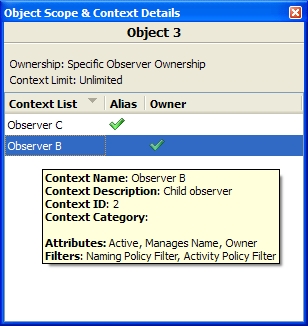 Object Scope & Context Details
Object 3
Ownership: Specific Observer Ownership
Context Limit: Unlimited
Context List Alias Owner
Observer C
Observer B
Context Name: Observer B
Context Description: Child observer
Context ID: 2
Context Category:
Attributes: Active, Manages Name, Owner
Filters: Naming Policy Filter, Activity Policy Filter